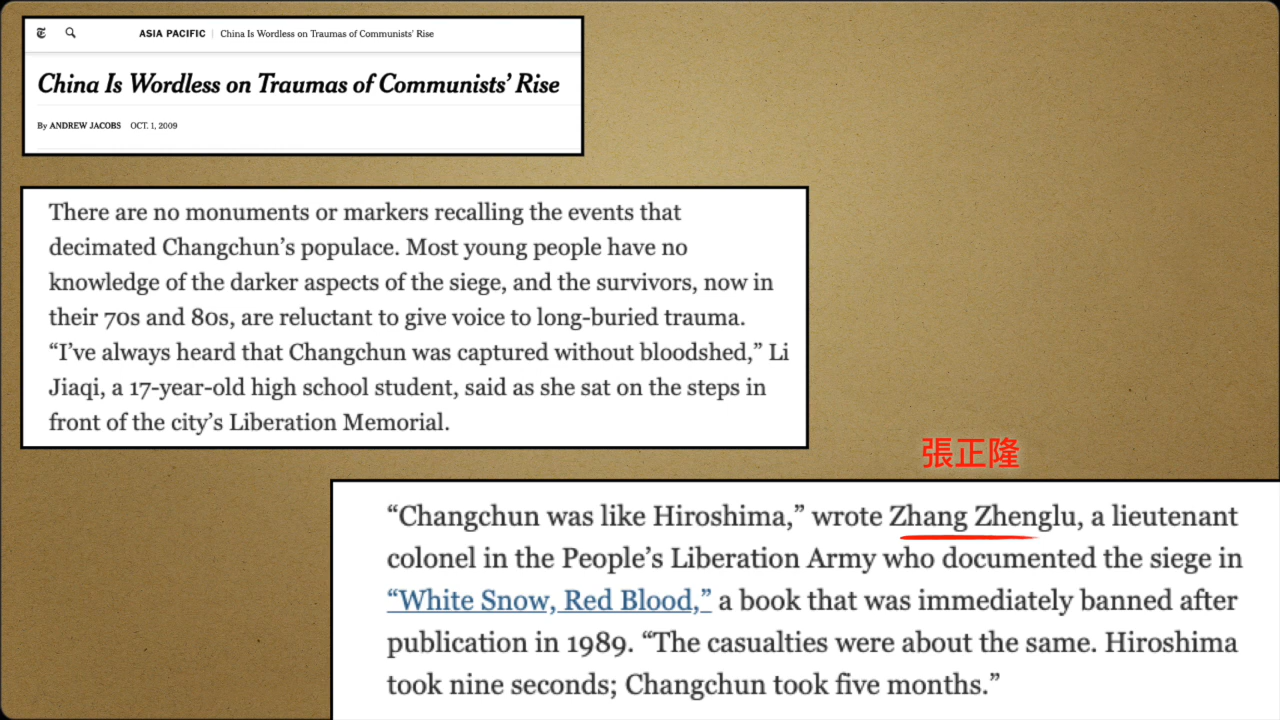 ASIA PACIFIC | China Is Wordless on Traumas of Communists’ Rise
China Is Wordless on Traumas of Communists’ Rise
By ANDREW JACOBS OCT. 1, 2009
There are no monuments or markers recalling the events that
decimated Changchun’s populace. Most young people have no
knowledge of the darker aspects of the siege, and the survivors, now in
their 70s and 80s, are reluctant to give voice to long-buried trauma.
“I’ve always heard that Changchun was captured without bloodshed,” Li
Jiaqi, a 17-year-old high school student, said as she sat on the steps in
front of the city’s Liberation Memorial.
張正隆
“Changchun was like Hiroshima,” wrote Zhang Zhenglu, a lieutenant
colonel in the People’s Liberation Army who documented the siege in
“White Snow, Red Blood,” a book that was immediately banned after
publication in 1989. “The casualties were about the same. Hiroshima
took nine seconds; Changchun took five months.”